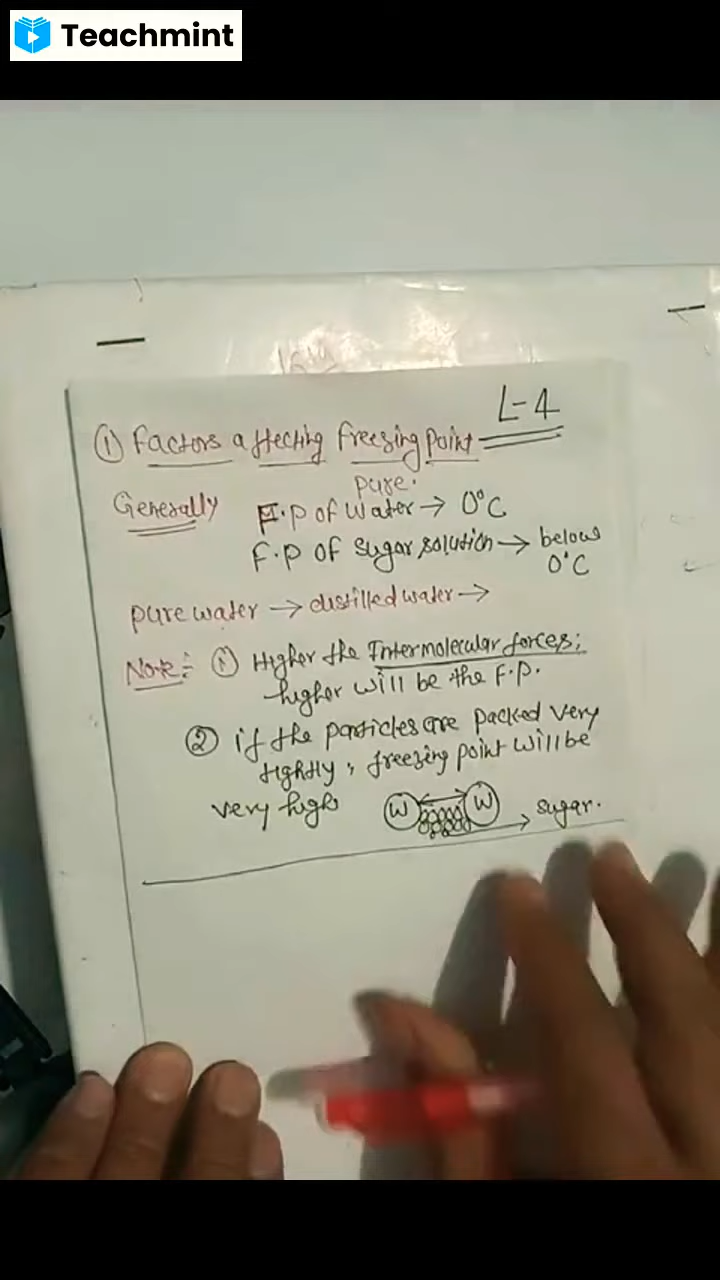 Teachmint
L-4
① Factors affecting freezing point
pure.
Generally F.P of water → 0°C
F.P of sugar solution → below
0°C
pure water → distilled water →
Note:- ① Higher the Intermolecular forces;
higher will be the F.P.
② if the particles are packed very
tightly, freezing point will be
very high
W W sugar.